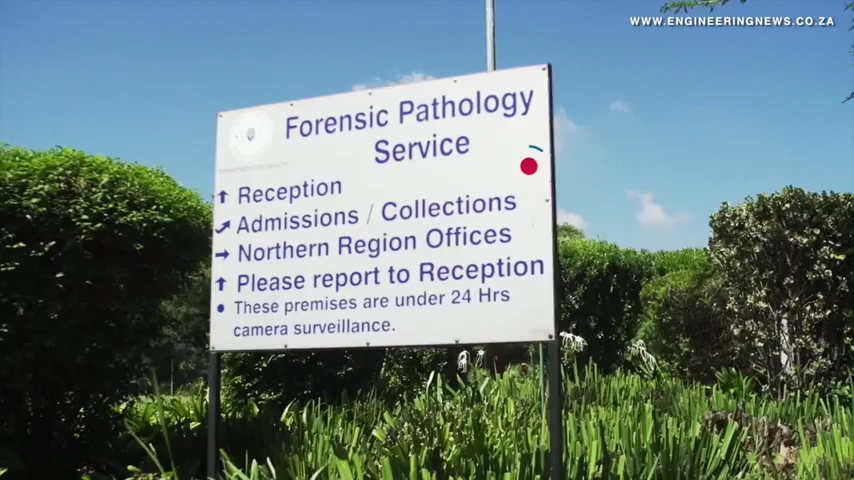 WWW.ENGINEERINGNEWS.CO.ZA
Forensic Pathology
Service
Reception
Admissions / Collections
Northern Region Offices
Please report to Reception
These premises are under 24 Hrs
camera surveillance.